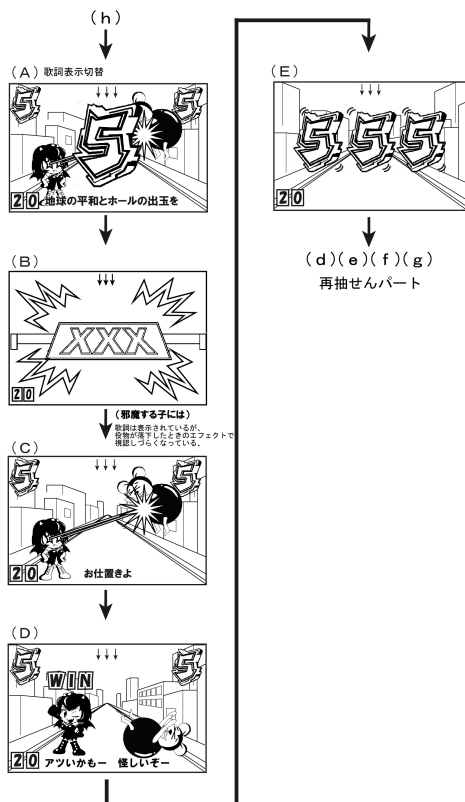 (h)
(A) 歌詞表示切替
↓↓↓
5 5 5
20 地球の平和とホールの出玉を
(B)
↓↓↓
XXX
20
(邪魔する子には)
歌詞は表示されているが、
役物が落下したときのエフェクトで
視認しづらくなっている。
(C)
↓↓↓
5
20 お仕置きよ
(D)
↓↓↓
5 5
WIN
20 アツいかもー 怪しいぞー
(E)
↓↓↓
5 5 5
20
(d)(e)(f)(g)
再抽せんパート